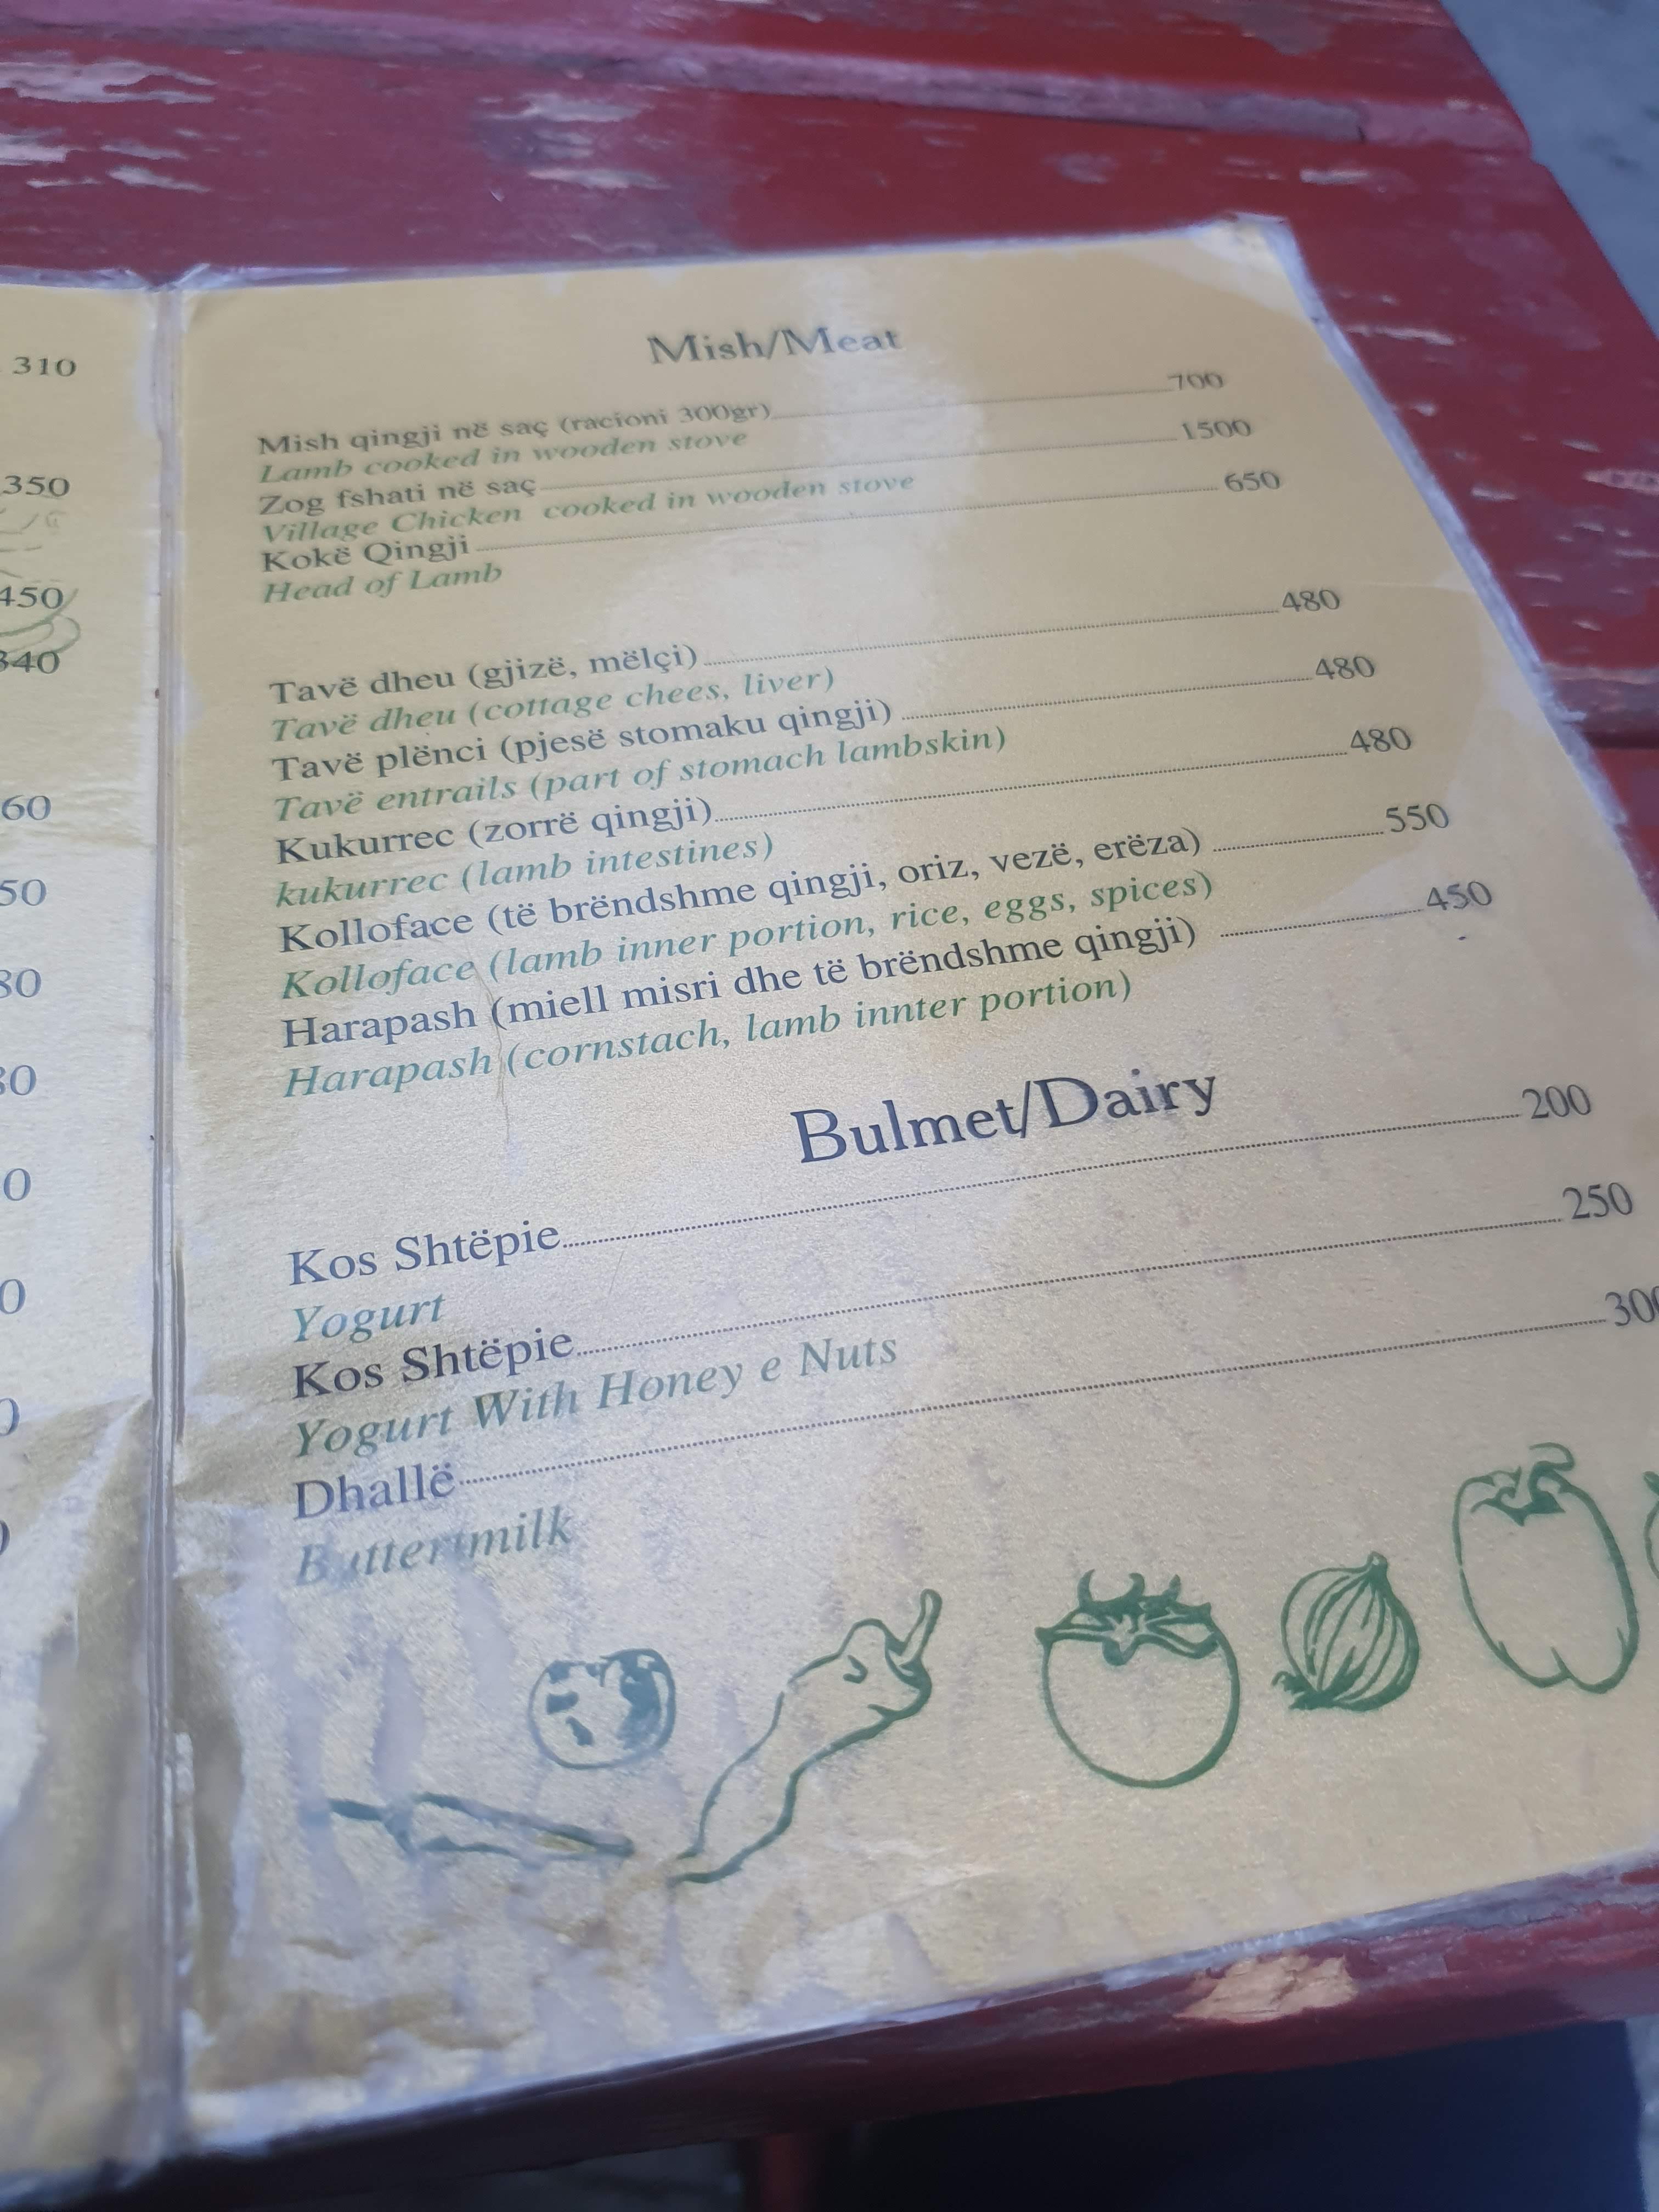 310
350
450
340
60
50
80
Mish/Meat
Mish qingji në saç (racioni 300gr) 700
Lamb cooked in wooden stove
Zog fshati në saç 1500
Village Chicken cooked in wooden stove
Kokë Qingji 650
Head of Lamb
Tavë dheu (gjizë, mëlçi) 480
Tavë dheu (cottage chees, liver)
Tavë plënci (pjesë stomaku qingji) 480
Tavë entrails (part of stomach lambskin)
Kukurrec (zorrë qingji) 480
kukurrec (lamb intestines)
Kolloface (të brëndshme qingji, oriz, vezë, erëza) 550
Kolloface (lamb inner portion, rice, eggs, spices)
Harapash (miell misri dhe të brëndshme qingji) 450
Harapash (cornstach, lamb innter portion)
Bulmet/Dairy
Kos Shtëpie 200
Yogurt
Kos Shtëpie 250
Yogurt With Honey e Nuts
Dhallë 300
Buttermilk